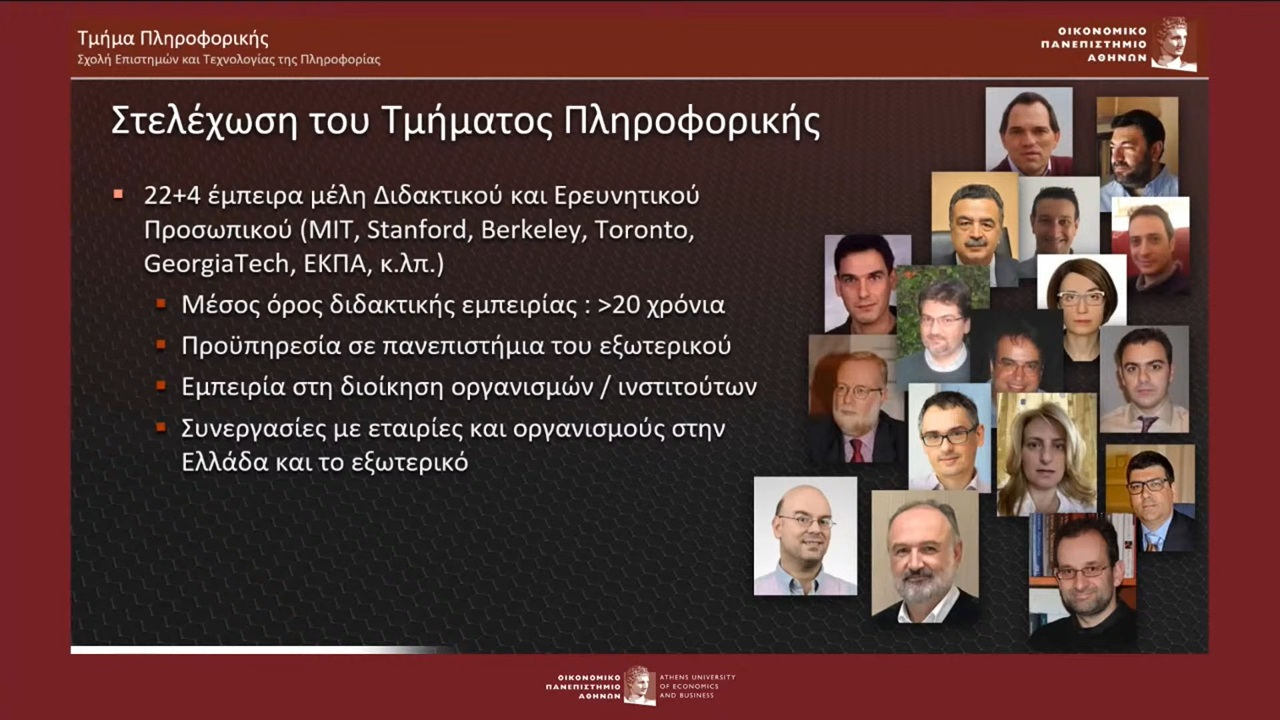 Τμήμα Πληροφορικής
Σχολή Επιστημών και Τεχνολογίας της Πληροφορίας
ΟΙΚΟΝΟΜΙΚΟ
ΠΑΝΕΠΙΣΤΗΜΙΟ
ΑΘΗΝΩΝ
Στελέχωση του Τμήματος Πληροφορικής
22+4 έμπειρα μέλη Διδακτικού και Ερευνητικού
Προσωπικού (MIT, Stanford, Berkeley, Toronto,
GeorgiaTech, ΕΚΠΑ, κ.λπ.)
Μέσος όρος διδακτικής εμπειρίας : >20 χρόνια
Προϋπηρεσία σε πανεπιστήμια του εξωτερικού
Εμπειρία στη διοίκηση οργανισμών / ινστιτούτων
Συνεργασίες με εταιρίες και οργανισμούς στην
Ελλάδα και το εξωτερικό
ΟΙΚΟΝΟΜΙΚΟ
ΠΑΝΕΠΙΣΤΗΜΙΟ
ΑΘΗΝΩΝ
ATHENS UNIVERSITY
OF ECONOMICS
AND BUSINESS